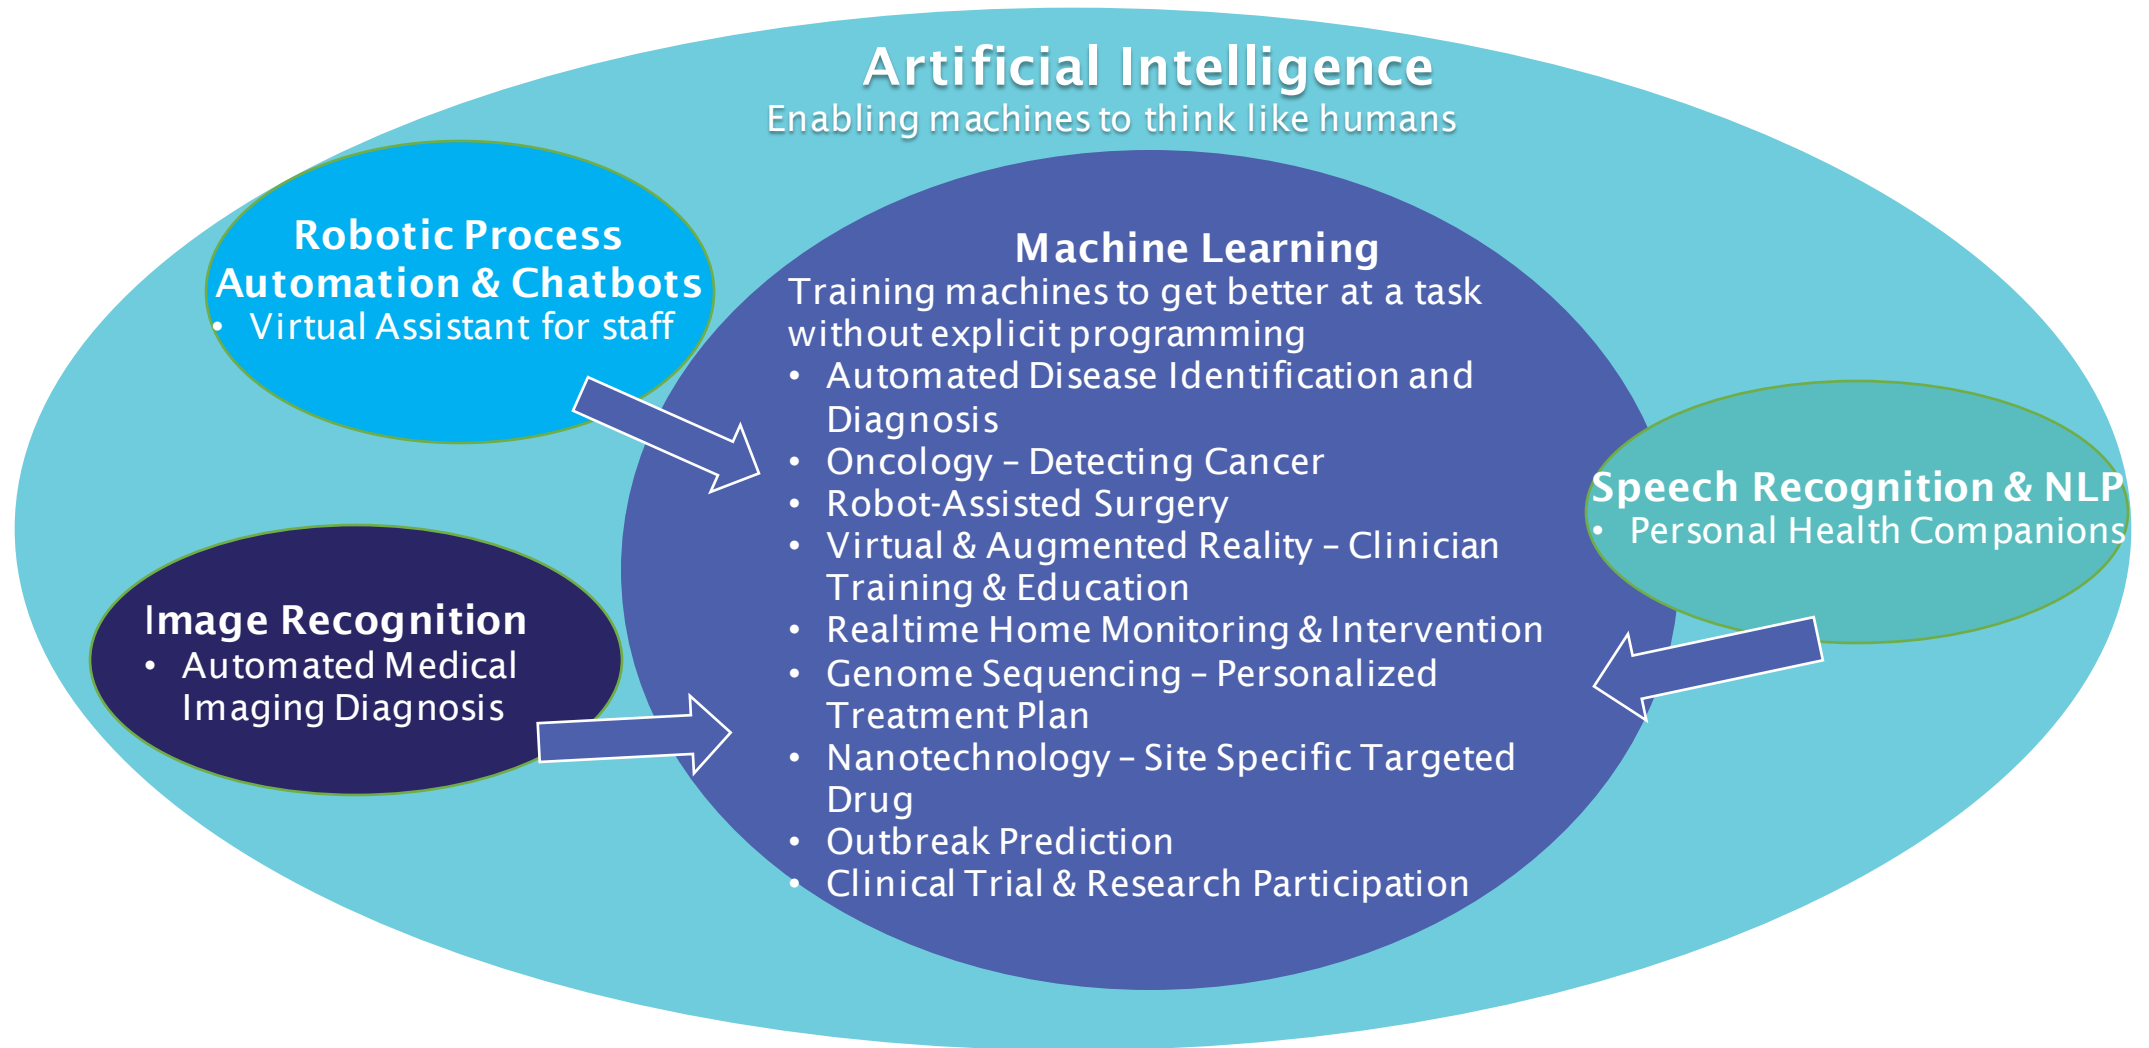 Artificial Intelligence
Enabling machines to think like humans
Robotic Process
Automation & Chatbots
• Virtual Assistant for staff
Machine Learning
Training machines to get better at a task
without explicit programming
• Automated Disease Identification and
Diagnosis
• Oncology – Detecting Cancer
• Robot-Assisted Surgery
• Virtual & Augmented Reality – Clinician
Training & Education
• Realtime Home Monitoring & Intervention
• Genome Sequencing – Personalized
Treatment Plan
• Nanotechnology – Site Specific Targeted
Drug
• Outbreak Prediction
• Clinical Trial & Research Participation
Speech Recognition & NLP
• Personal Health Companions
Image Recognition
• Automated Medical
Imaging Diagnosis